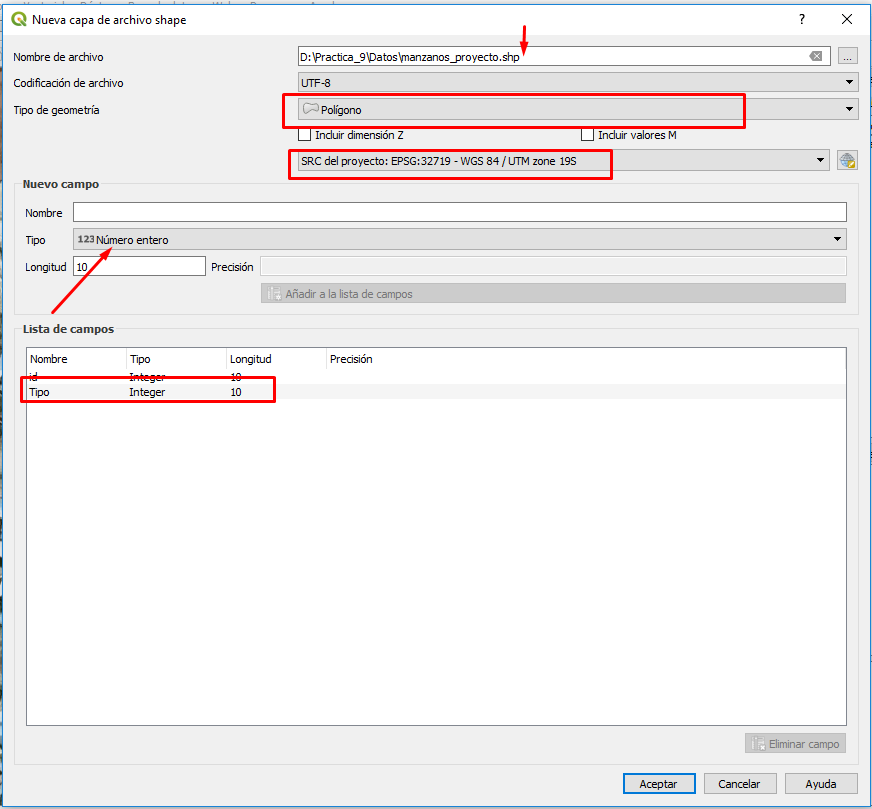 Nueva capa de archivo shape
Nombre de archivo D:\Practica_9\Datos\manzanos_proyecto.shp ...
Codificación de archivo UTF-8
Tipo de geometría Polígono
Incluir dimensión Z Incluir valores M
SRC del proyecto: EPSG:32719 - WGS 84 / UTM zone 19S
Nuevo campo
Nombre
Tipo 123 Número entero
Longitud 10 Precisión
Añadir a la lista de campos
Lista de campos
Nombre Tipo Longitud Precisión
id Integer 10
Tipo Integer 10
Eliminar campo
Aceptar Cancelar Ayuda